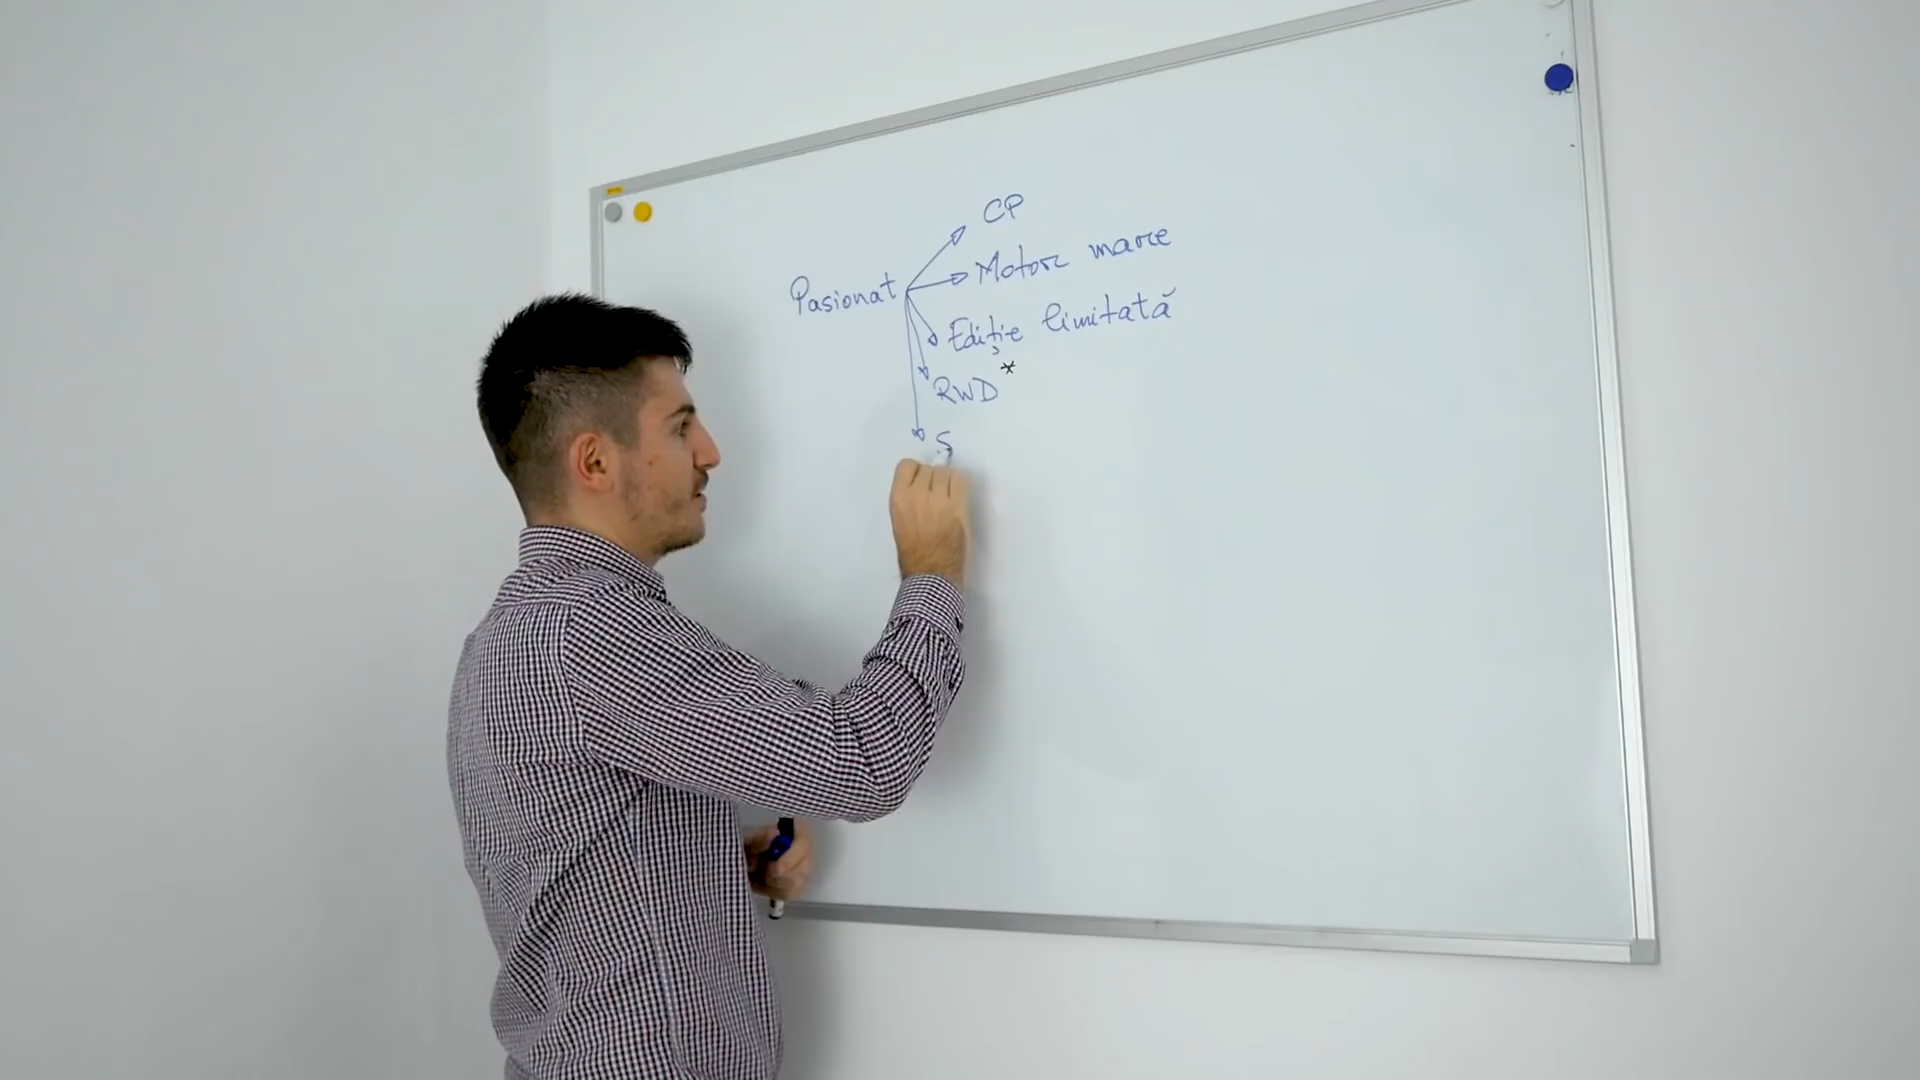 CP
Pasionat Motor mare
Ediție limitată
RWD*
S